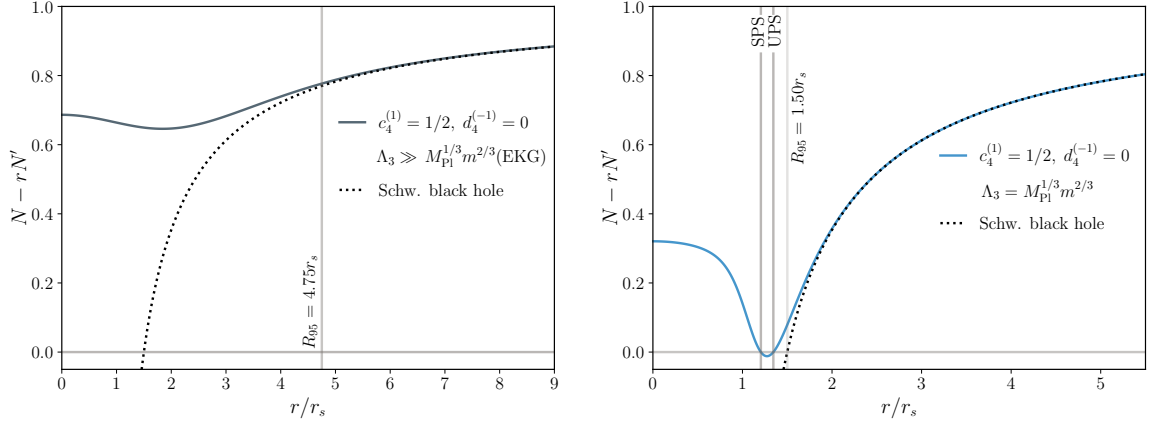 N − rN′
1.0
0.8
0.6
0.4
0.2
0.0
0 1 2 3 4 5 6 7 8 9
r/r_s
R_95 = 4.75r_s
c_4^(1) = 1/2, d_4^(−1) = 0
Λ_3 ≫ M_Pl^1/3 m^2/3 (EKG)
Schw. black hole
N − rN′
1.0
0.8
0.6
0.4
0.2
0.0
0 1 2 3 4 5
r/r_s
SPS
UPS
R_95 = 1.50r_s
c_4^(1) = 1/2, d_4^(−1) = 0
Λ_3 = M_Pl^1/3 m^2/3
Schw. black hole